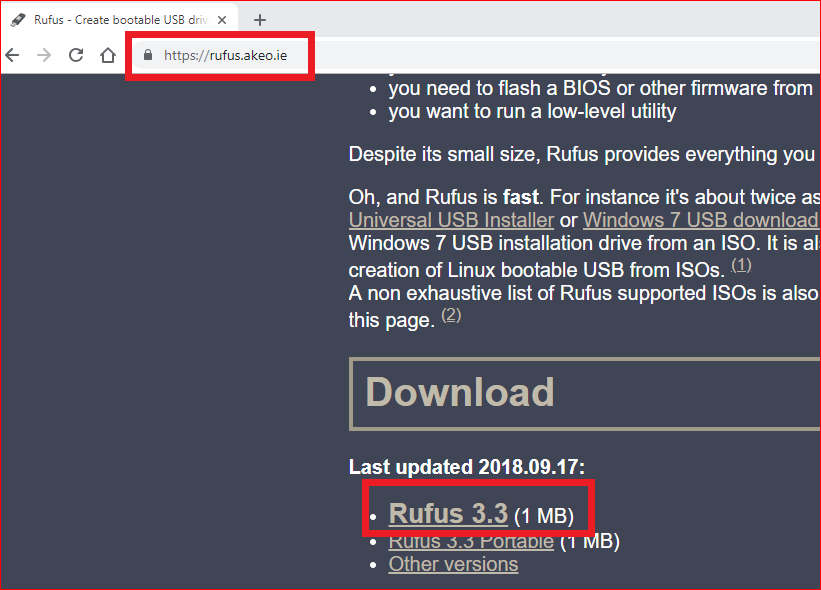 Rufus - Create bootable USB driv
https://rufus.akeo.ie
you need to flash a BIOS or other firmware from
you want to run a low-level utility
Despite its small size, Rufus provides everything you
Oh, and Rufus is fast. For instance it's about twice as
Universal USB Installer or Windows 7 USB download
Windows 7 USB installation drive from an ISO. It is al
creation of Linux bootable USB from ISOs. (1)
A non exhaustive list of Rufus supported ISOs is also
this page. (2)
Download
Last updated 2018.09.17:
Rufus 3.3 (1 MB)
Rufus 3.3 Portable (1 MB)
Other versions